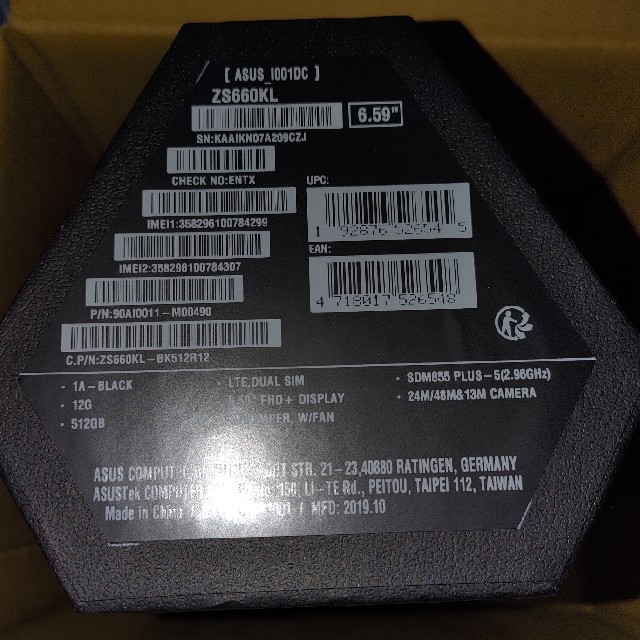 [ ASUS_I001DC ]
ZS660KL
6.59"
SN:KAAIKN07A209CZJ
CHECK NO:ENTX
IMEI1:358296100784299
IMEI2:358296100784307
P/N:90AI0011-M00490
C.P/N:ZS660KL-BK512R12
UPC:
1 92876 52654 5
EAN:
4 718017 526548
· 1A-BLACK
· 12G
· 512GB
· LTE,DUAL SIM
FHD+ DISPLAY
W/FAN
· SDM855 PLUS-5(2.96GHz)
· 24M/48M&13M CAMERA
ASUS STR. 21-23,40880 RATINGEN, GERMANY
ASUSTek COMPUTER 150, LI-TE Rd., PEITOU, TAIPEI 112, TAIWAN
Made in China / MFD: 2019.10